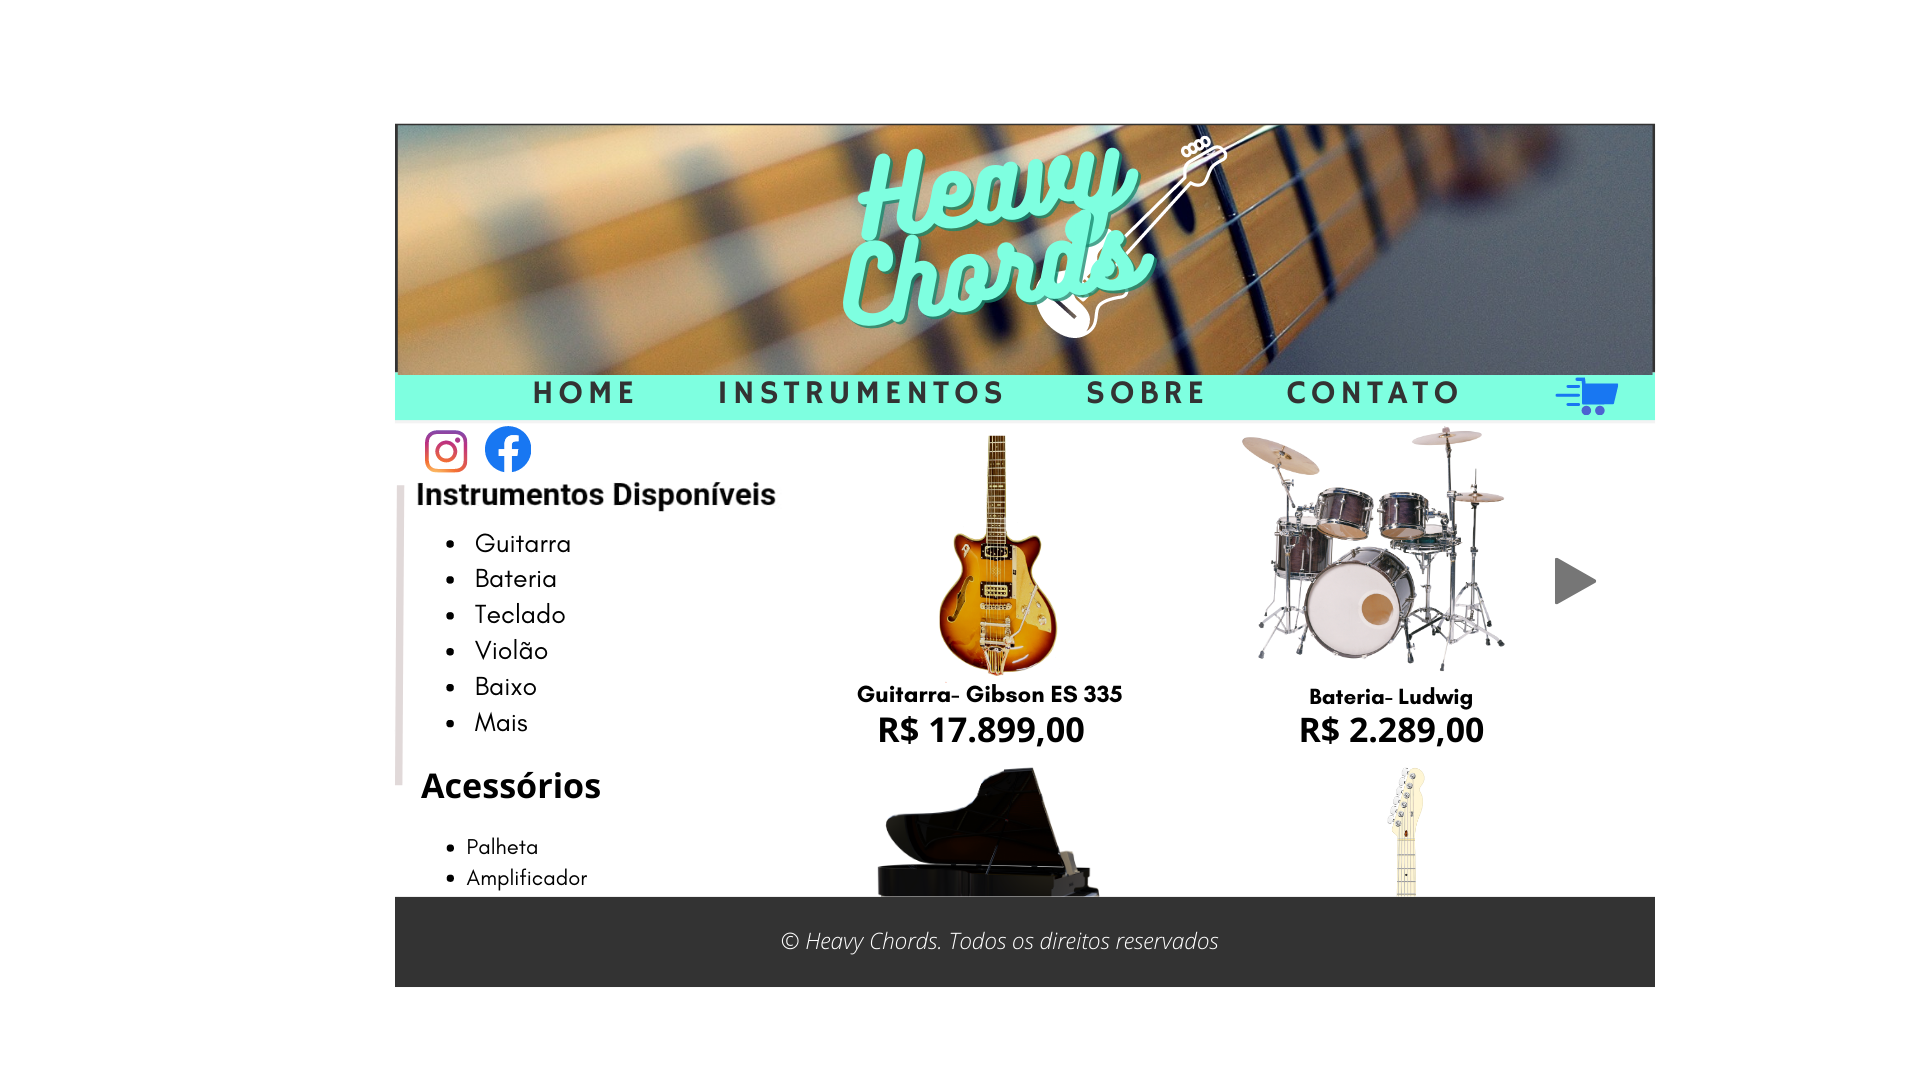 Heavy
Chords
HOME INSTRUMENTOS SOBRE CONTATO
Instrumentos Disponíveis
• Guitarra
• Bateria
• Teclado
• Violão
• Baixo
• Mais
Acessórios
• Palheta
• Amplificador
Guitarra- Gibson ES 335
R$ 17.899,00
Bateria- Ludwig
R$ 2.289,00
© Heavy Chords. Todos os direitos reservados